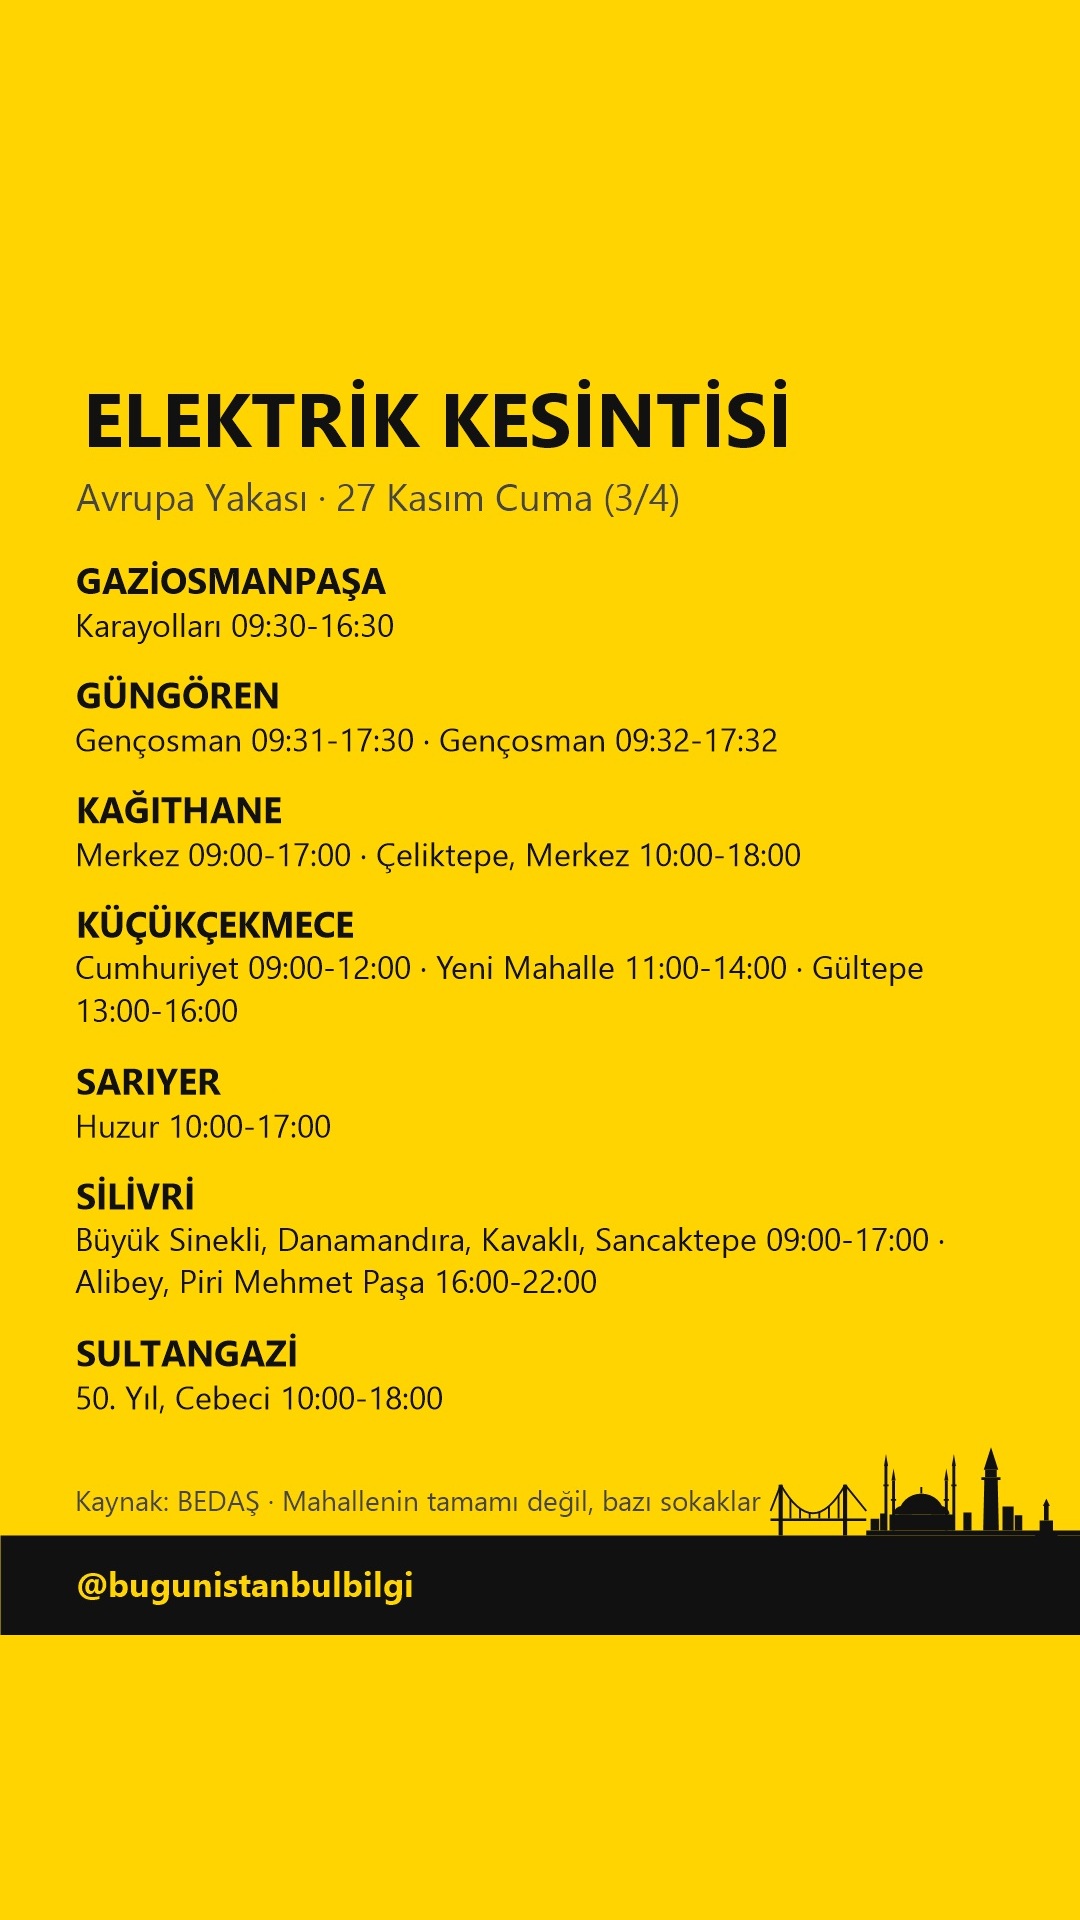 ELEKTRİK KESİNTİSİ
Avrupa Yakası · 27 Kasım Cuma (3/4)
GAZİOSMANPAŞA
Karayolları 09:30-16:30
GÜNGÖREN
Gençosman 09:31-17:30 · Gençosman 09:32-17:32
KAĞITHANE
Merkez 09:00-17:00 · Çeliktepe, Merkez 10:00-18:00
KÜÇÜKÇEKMECE
Cumhuriyet 09:00-12:00 · Yeni Mahalle 11:00-14:00 · Gültepe
13:00-16:00
SARIYER
Huzur 10:00-17:00
SİLİVRİ
Büyük Sinekli, Danamandıra, Kavaklı, Sancaktepe 09:00-17:00 ·
Alibey, Piri Mehmet Paşa 16:00-22:00
SULTANGAZİ
50. Yıl, Cebeci 10:00-18:00
Kaynak: BEDAŞ · Mahallenin tamamı değil, bazı sokaklar
@bugunistanbulbilgi